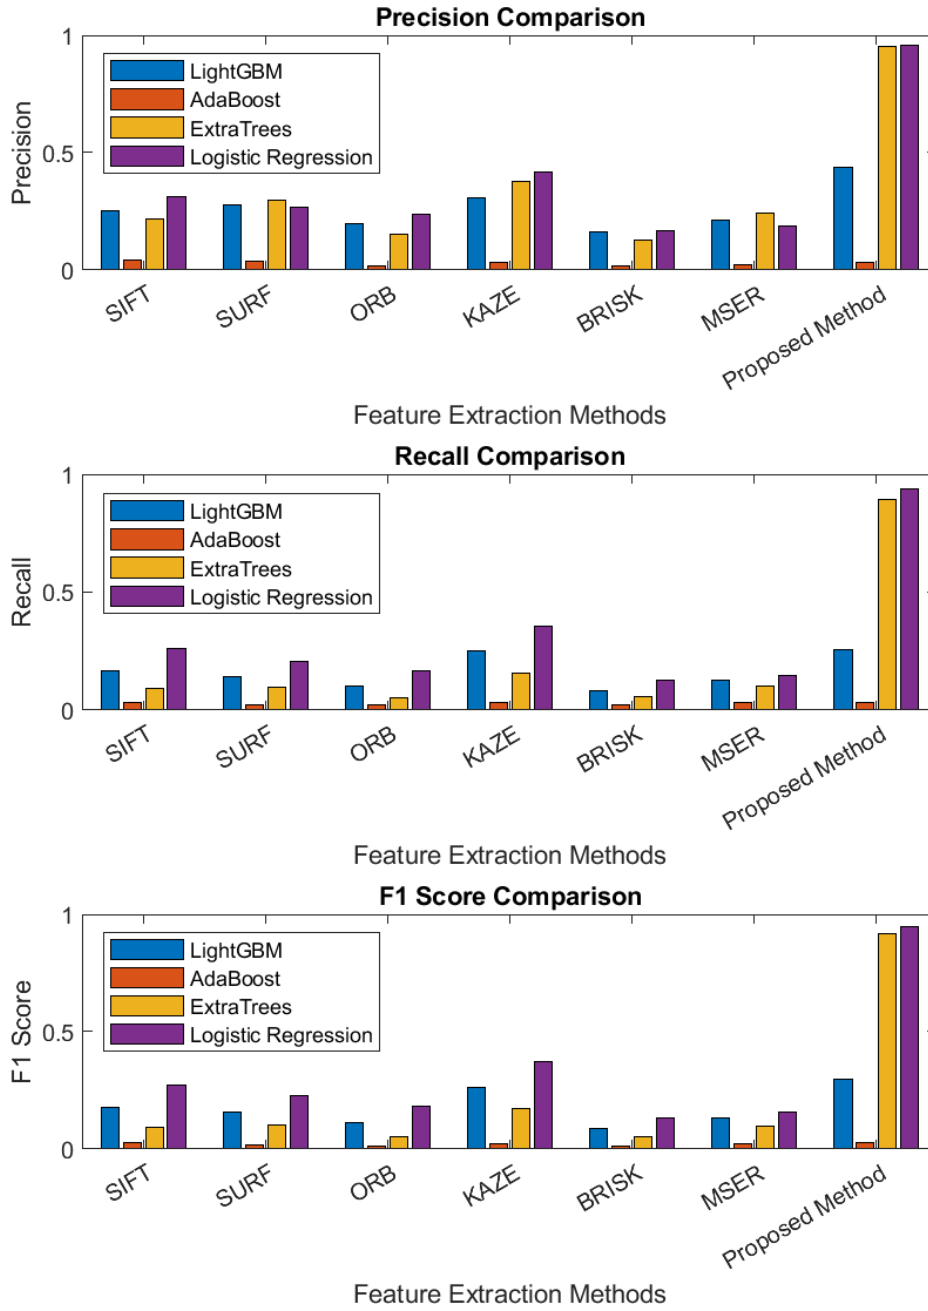 Precision Comparison
1
LightGBM
AdaBoost
ExtraTrees
Logistic Regression
0.5
0
Precision
SIFT
SURF
ORB
KAZE
BRISK
MSER
Proposed Method
Feature Extraction Methods
Recall Comparison
1
LightGBM
AdaBoost
ExtraTrees
Logistic Regression
0.5
0
Recall
SIFT
SURF
ORB
KAZE
BRISK
MSER
Proposed Method
Feature Extraction Methods
F1 Score Comparison
1
LightGBM
AdaBoost
ExtraTrees
Logistic Regression
0.5
0
F1 Score
SIFT
SURF
ORB
KAZE
BRISK
MSER
Proposed Method
Feature Extraction Methods